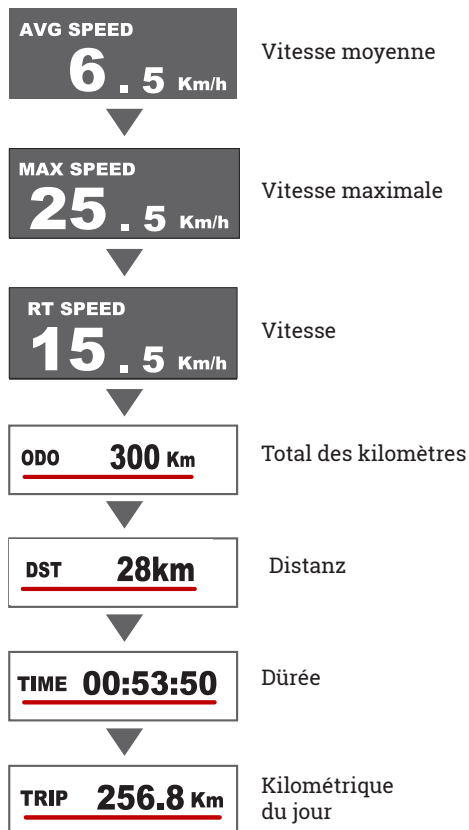 AVG SPEED
6 . 5 Km/h
Vitesse moyenne
MAX SPEED
25 . 5 Km/h
Vitesse maximale
RT SPEED
15 . 5 Km/h
Vitesse
ODO 300 Km
Total des kilomètres
DST 28km
Distanz
TIME 00:53:50
Dürée
TRIP 256.8 Km
Kilométrique
du jour